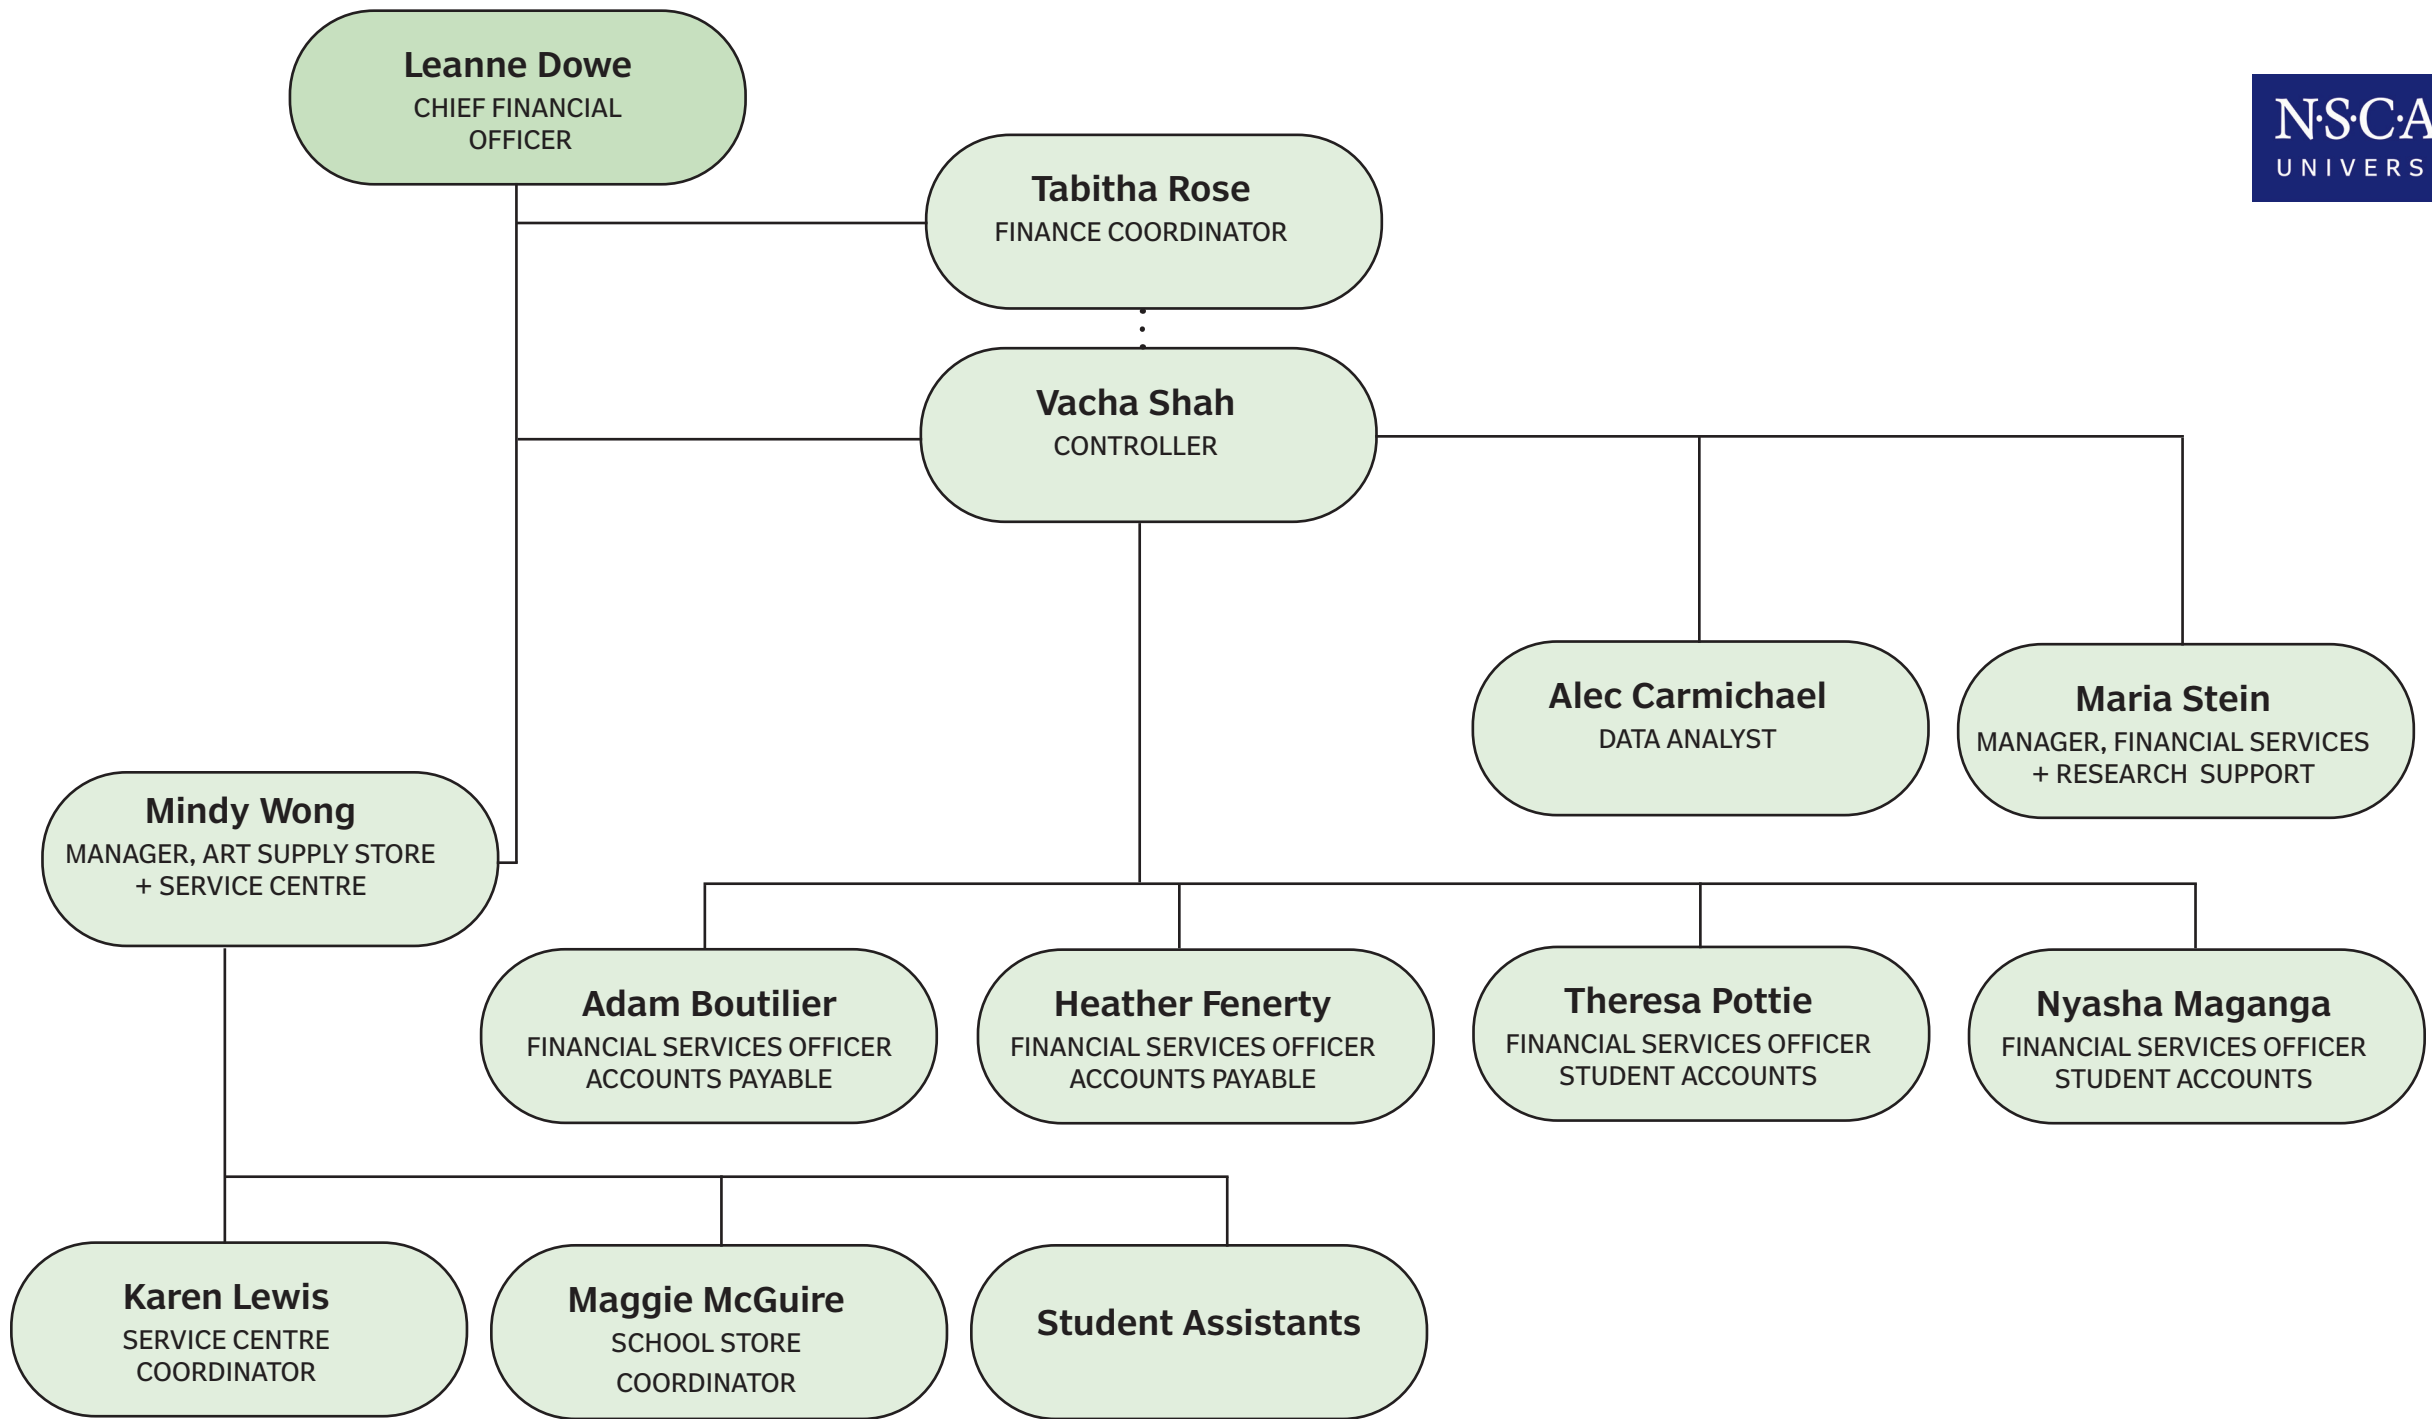 Leanne Dowe
CHIEF FINANCIAL
OFFICER
N·S·C·A
UNIVERS
Tabitha Rose
FINANCE COORDINATOR
Vacha Shah
CONTROLLER
Alec Carmichael
DATA ANALYST
Maria Stein
MANAGER, FINANCIAL SERVICES
+ RESEARCH SUPPORT
Mindy Wong
MANAGER, ART SUPPLY STORE
+ SERVICE CENTRE
Adam Boutilier
FINANCIAL SERVICES OFFICER
ACCOUNTS PAYABLE
Heather Fenerty
FINANCIAL SERVICES OFFICER
ACCOUNTS PAYABLE
Theresa Pottie
FINANCIAL SERVICES OFFICER
STUDENT ACCOUNTS
Nyasha Maganga
FINANCIAL SERVICES OFFICER
STUDENT ACCOUNTS
Karen Lewis
SERVICE CENTRE
COORDINATOR
Maggie McGuire
SCHOOL STORE
COORDINATOR
Student Assistants